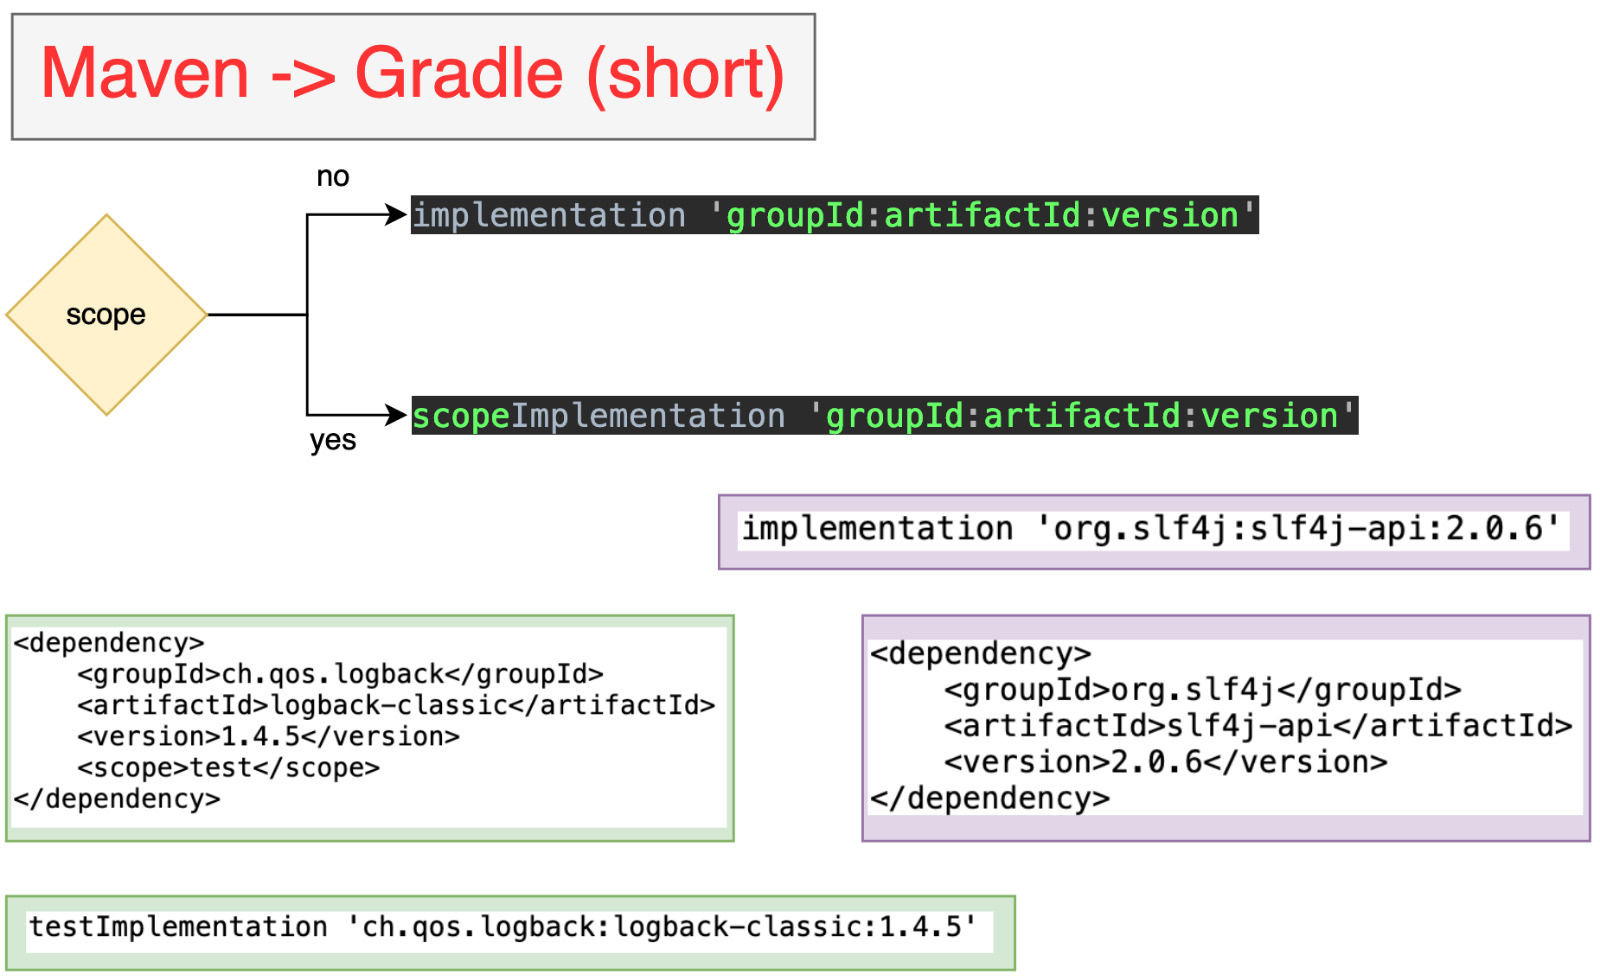 Maven -> Gradle (short)
no
implementation 'groupId:artifactId:version'
scope
scopeImplementation 'groupId:artifactId:version'
yes
implementation 'org.slf4j:slf4j-api:2.0.6'
<dependency>
    <groupId>ch.qos.logback</groupId>
    <artifactId>logback-classic</artifactId>
    <version>1.4.5</version>
    <scope>test</scope>
</dependency>
<dependency>
    <groupId>org.slf4j</groupId>
    <artifactId>slf4j-api</artifactId>
    <version>2.0.6</version>
</dependency>
testImplementation 'ch.qos.logback:logback-classic:1.4.5'